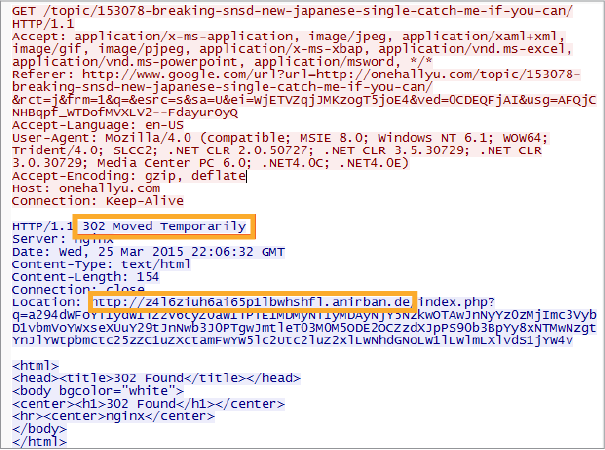 GET /topic/153078-breaking-snsd-new-japanese-single-catch-me-if-you-can/
HTTP/1.1
Accept: application/x-ms-application, image/jpeg, application/xaml+xml,
image/gif, image/pjpeg, application/x-ms-xbap, application/vnd.ms-excel,
application/vnd.ms-powerpoint, application/msword, */*
Referer: http://www.google.com/url?url=http://onehallyu.com/topic/153078-
breaking-snsd-new-japanese-single-catch-me-if-you-can/
&rct=j&frm=1&q=&esrc=s&sa=U&ei=WjETVZqjJMKzogT5joE4&ved=0CDEQFjAI&usg=AFQjC
Accept-Language: en-US
User-Agent: Mozilla/4.0 (compatible; MSIE 8.0; Windows NT 6.1; WOW64;
Trident/4.0; SLCC2; .NET CLR 2.0.50727; .NET CLR 3.5.30729; .NET CLR
3.0.30729; Media Center PC 6.0; .NET4.0C; .NET4.0E)
Accept-Encoding: gzip, deflate
Host: onehallyu.com
Connection: Keep-Alive
HTTP/1.1 302 Moved Temporarily
Server: nginx
Date: Wed, 25 Mar 2015 22:06:32 GMT
Content-Type: text/html
Content-Length: 154
Connection: close
Location: http://z4l6ziuh6ai65p1lbwhshfl.anirban.de/index.php?
<html>
<head><title>302 Found</title></head>
<body bgcolor="white">
<center><h1>302 Found</h1></center>
<hr><center>nginx</center>
</body>
</html>